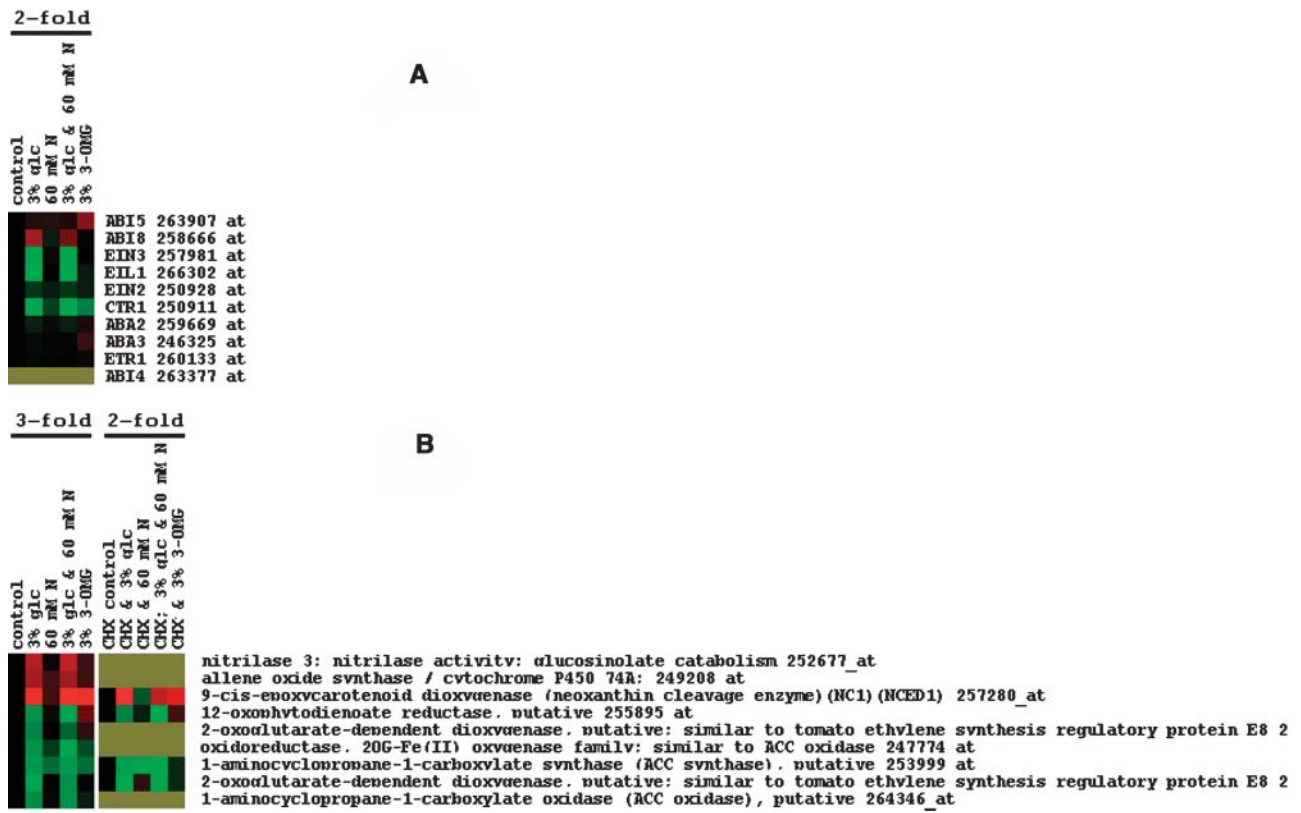 2-fold
A
control
3% glc
60 mM N
3% glc & 60 mM N
3% 3-OMG
ABI5 263907 at
ABI8 258666 at
EIN3 257981 at
EIL1 266302 at
EIN2 250928 at
CTR1 250911 at
ABA2 259669 at
ABA3 246325 at
ETR1 260133 at
ABI4 263377 at
3-fold 2-fold
B
control
3% glc
60 mM N
3% glc & 60 mM N
3% 3-OMG
CHX control
CHX & 3% glc
CHX & 60 mM N
CHX; 3% glc & 60 mM N
CHX & 3% 3-OMG
nitrilase 3; nitrilase activity; glucosinolate catabolism 252677_at
allene oxide synthase / cytochrome P450 74A; 249208 at
9-cis-epoxycarotenoid dioxygenase (neoxanthin cleavage enzyme)(NC1)(NCED1) 257280_at
12-oxophytodienoate reductase, putative 255895 at
2-oxoglutarate-dependent dioxygenase, putative; similar to tomato ethylene synthesis regulatory protein E8 2
oxidoreductase, 2OG-Fe(II) oxygenase family; similar to ACC oxidase 247774 at
1-aminocyclopropane-1-carboxylate synthase (ACC synthase), putative 253999 at
2-oxoglutarate-dependent dioxygenase, putative; similar to tomato ethylene synthesis regulatory protein E8 2
1-aminocyclopropane-1-carboxylate oxidase (ACC oxidase), putative 264346_at